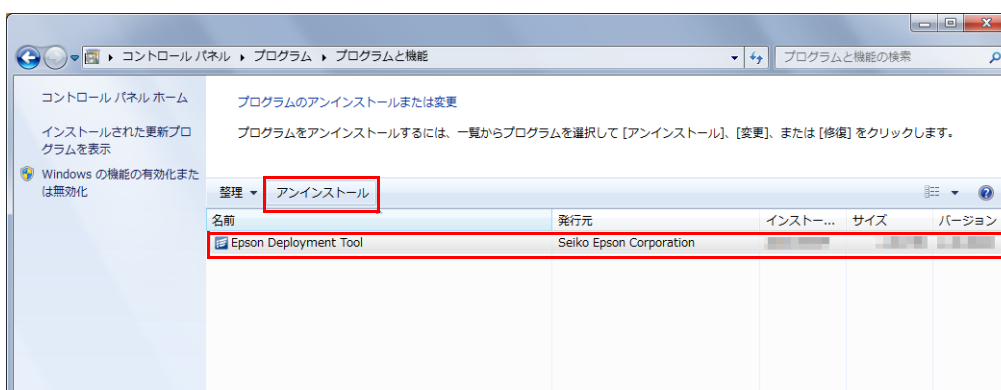 コントロール パネル ▸ プログラム ▸ プログラムと機能
プログラムと機能の検索
コントロール パネル ホーム
インストールされた更新プロ
グラムを表示
Windows の機能の有効化また
は無効化
プログラムのアンインストールまたは変更
プログラムをアンインストールするには、一覧からプログラムを選択して [アンインストール]、[変更]、または [修復] をクリックします。
整理 アンインストール
名前 発行元 インストー... サイズ バージョン
Epson Deployment Tool Seiko Epson Corporation